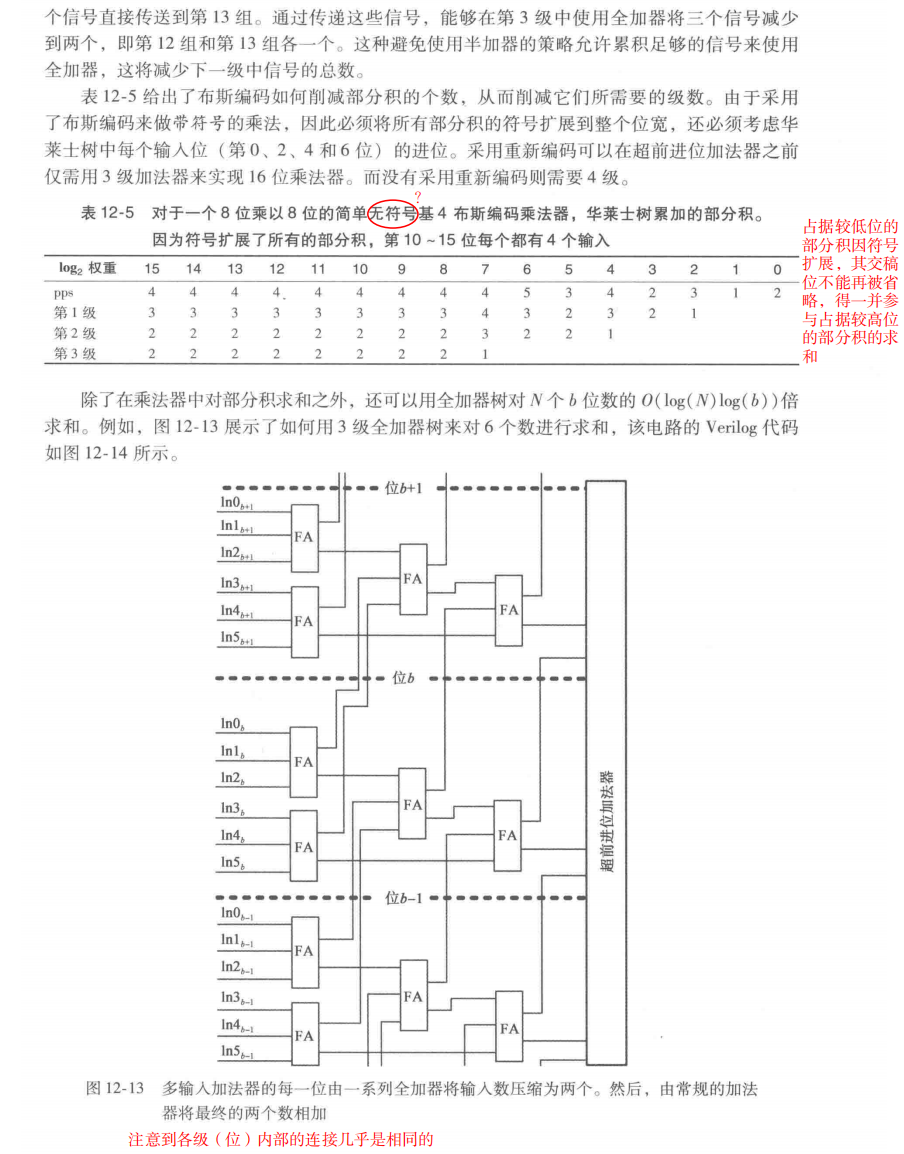 个信号直接传送到第 13 组。通过传递这些信号，能够在第 3 级中使用全加器将三个信号减少
到两个，即第 12 组和第 13 组各一个。这种避免使用半加器的策略允许累积足够的信号来使用
全加器，这将减少下一级中信号的总数。
表 12-5 给出了布斯编码如何削减部分积的个数，从而削减它们所需要的级数。由于采用
了布斯编码来做带符号的乘法，因此必须将所有部分积的符号扩展到整个位宽，还必须考虑华
莱士树中每个输入位（第 0、2、4 和 6 位）的进位。采用重新编码可以在超前进位加法器之前
仅需用 3 级加法器来实现 16 位乘法器。而没有采用重新编码则需要 4 级。
?
表 12-5 对于一个 8 位乘以 8 位的简单无符号基 4 布斯编码乘法器，华莱士树累加的部分积。
因为符号扩展了所有的部分积，第 10 ~ 15 位每个都有 4 个输入
log₂ 权重 15 14 13 12 11 10 9 8 7 6 5 4 3 2 1 0
pps 4 4 4 4 4 4 4 4 4 5 3 4 2 3 1 2
第 1 级 3 3 3 3 3 3 3 3 4 3 2 3 2 1
第 2 级 2 2 2 2 2 2 2 2 3 2 2 1
第 3 级 2 2 2 2 2 2 2 2 1
占据较低位的
部分积因符号
扩展，其交稿
位不能再被省
略，得一并参
与占据较高位
的部分积的求
和
除了在乘法器中对部分积求和之外，还可以用全加器树对 N 个 b 位数的 O(log(N)log(b))倍
求和。例如，图 12-13 展示了如何用 3 级全加器树来对 6 个数进行求和，该电路的 Verilog 代码
如图 12-14 所示。
位b+1
In0b+1
In1b+1
FA
In2b+1
FA
In3b+1
In4b+1
FA
FA
In5b+1
位b
In0b
In1b
FA
In2b
FA
In3b
In4b
FA
FA
In5b
超前进位加法器
位b-1
In0b-1
In1b-1
FA
In2b-1
FA
In3b-1
In4b-1
FA
FA
In5b-1
图 12-13 多输入加法器的每一位由一系列全加器将输入数压缩为两个。然后，由常规的加法
器将最终的两个数相加
注意到各级（位）内部的连接几乎是相同的